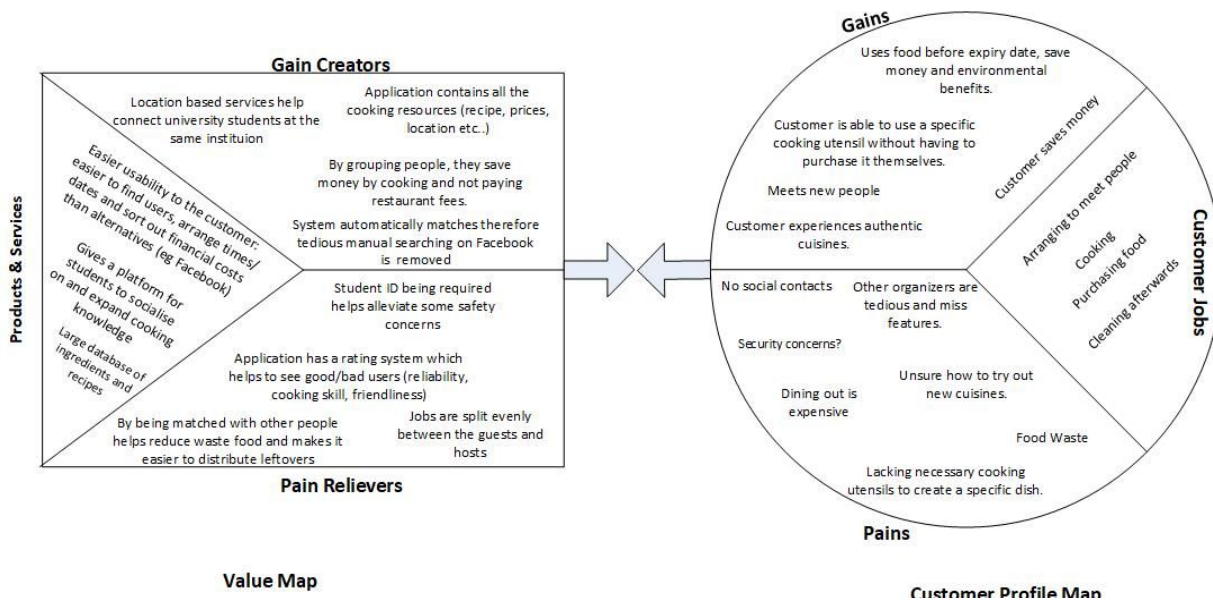 Gain Creators
Location based services help
connect university students at the
same instituion
Application contains all the
cooking resources (recipe, prices,
location etc..)
By grouping people, they save
money by cooking and not paying
restaurant fees.
System automatically matches therefore
tedious manual searching on Facebook
is removed
Products & Services
Easier usability to the customer:
easier to find users, arrange times/
dates and sort out financial costs
than alternatives (eg Facebook)
Gives a platform for
students to socialise
on and expand cooking
knowledge
Large database of
ingredients and
recipes
Student ID being required
helps alleviate some safety
concerns
Application has a rating system which
helps to see good/bad users (reliability,
cooking skill, friendliness)
By being matched with other people
helps reduce waste food and makes it
easier to distribute leftovers
Jobs are split evenly
between the guests and
hosts
Pain Relievers
Value Map
Gains
Uses food before expiry date, save
money and environmental
benefits.
Customer is able to use a specific
cooking utensil without having to
purchase it themselves.
Meets new people
Customer experiences authentic
cuisines.
Customer saves money
Arranging to meet people
Cooking
Purchasing food
Cleaning afterwards
Customer Jobs
No social contacts
Other organizers are
tedious and miss
features.
Security concerns?
Unsure how to try out
new cuisines.
Dining out is
expensive
Food Waste
Lacking necessary cooking
utensils to create a specific dish.
Pains
Customer Profile Map